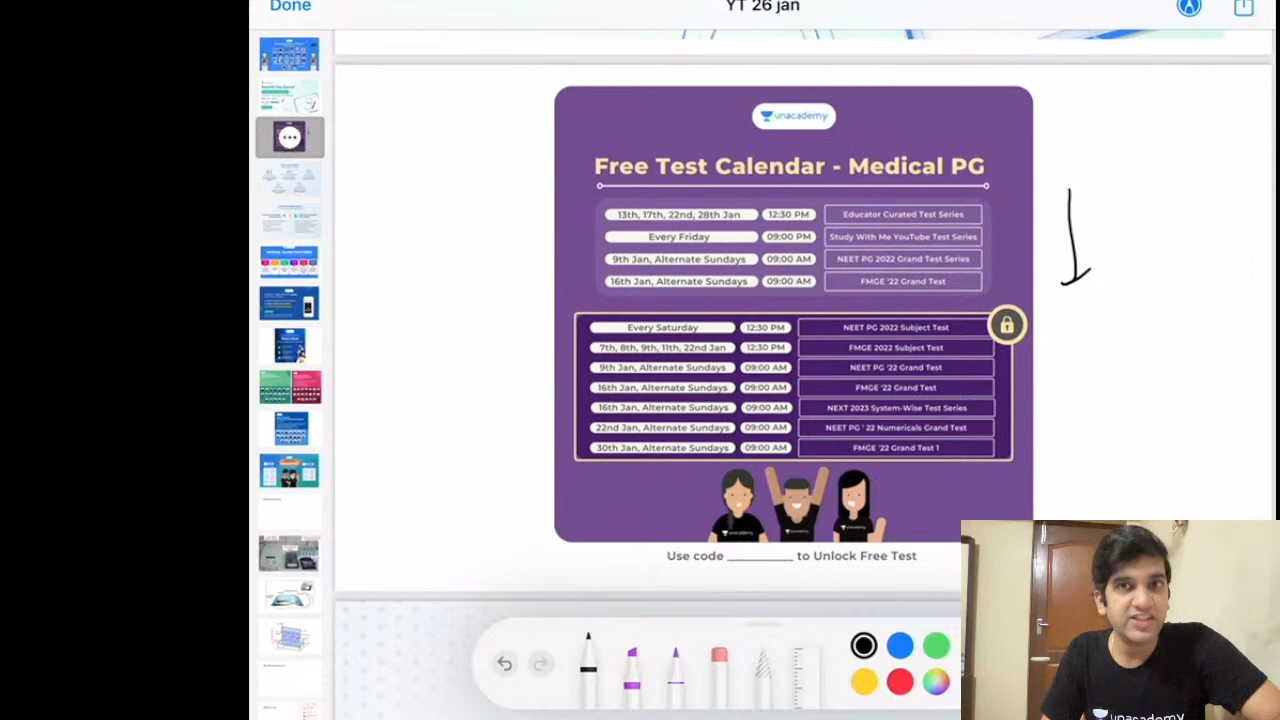 Done
YT 26 jan
unacademy
Free Test Calendar - Medical PG
13th, 17th, 22nd, 28th Jan 12:30 PM Educator Curated Test Series
Every Friday 09:00 PM Study With Me YouTube Test Series
9th Jan, Alternate Sundays 09:00 AM NEET PG 2022 Grand Test Series
16th Jan, Alternate Sundays 09:00 AM FMGE '22 Grand Test
Every Saturday 12:30 PM NEET PG 2022 Subject Test
7th, 8th, 9th, 11th, 22nd Jan 12:30 PM FMGE 2022 Subject Test
9th Jan, Alternate Sundays 09:00 AM NEET PG '22 Grand Test
16th Jan, Alternate Sundays 09:00 AM FMGE '22 Grand Test
16th Jan, Alternate Sundays 09:00 AM NEXT 2023 System-Wise Test Series
22nd Jan, Alternate Sundays 09:00 AM NEET PG ' 22 Numericals Grand Test
30th Jan, Alternate Sundays 09:00 AM FMGE '22 Grand Test 1
unacademy
unacademy
unacademy
Use code __________ to Unlock Free Test
unacademy